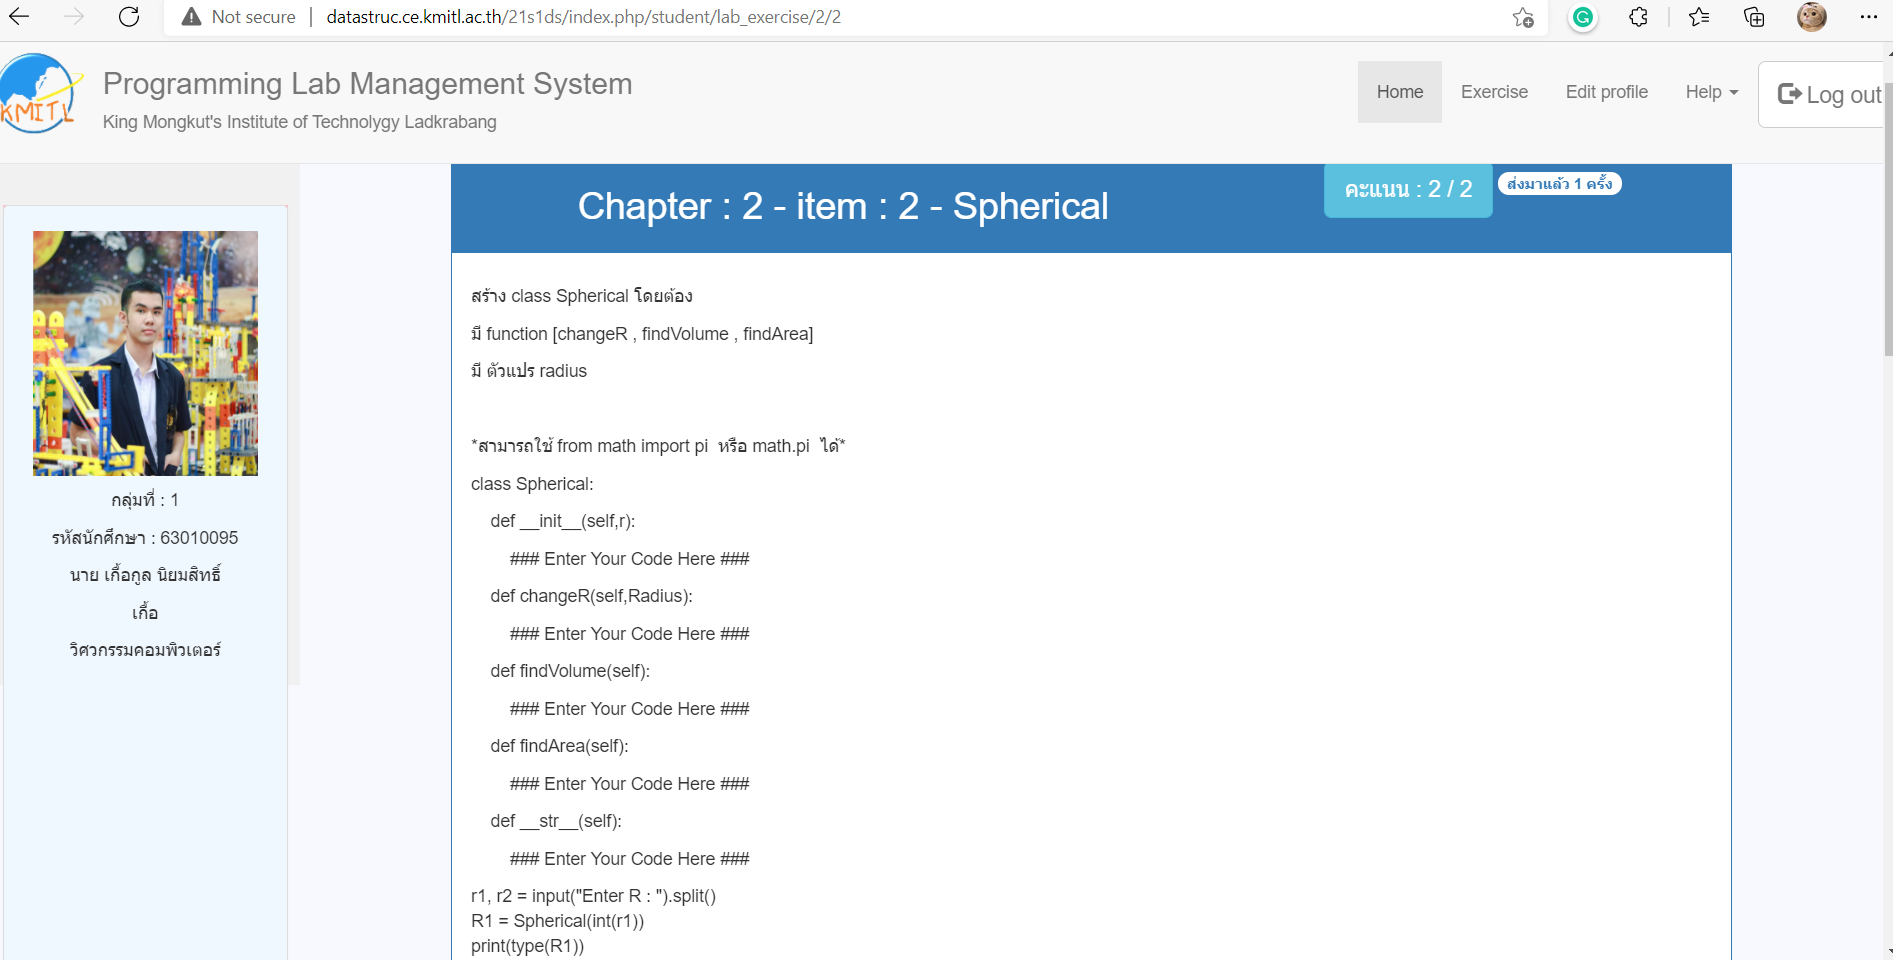 Not secure | datastruc.ce.kmitl.ac.th/21s1ds/index.php/student/lab_exercise/2/2
KMITL
Programming Lab Management System
King Mongkut's Institute of Technolygy Ladkrabang
Home
Exercise
Edit profile
Help
Log out
Chapter : 2 - item : 2 - Spherical
คะแนน : 2 / 2
ส่งมาแล้ว 1 ครั้ง
กลุ่มที่ : 1
รหัสนักศึกษา : 63010095
นาย เกื้อกูล นิยมสิทธิ์
เกื้อ
วิศวกรรมคอมพิวเตอร์
สร้าง class Spherical โดยต้อง
มี function [changeR , findVolume , findArea]
มี ตัวแปร radius
*สามารถใช้ from math import pi หรือ math.pi ได้*
class Spherical:
def __init__(self,r):
### Enter Your Code Here ###
def changeR(self,Radius):
### Enter Your Code Here ###
def findVolume(self):
### Enter Your Code Here ###
def findArea(self):
### Enter Your Code Here ###
def __str__(self):
### Enter Your Code Here ###
r1, r2 = input("Enter R : ").split()
R1 = Spherical(int(r1))
print(type(R1))